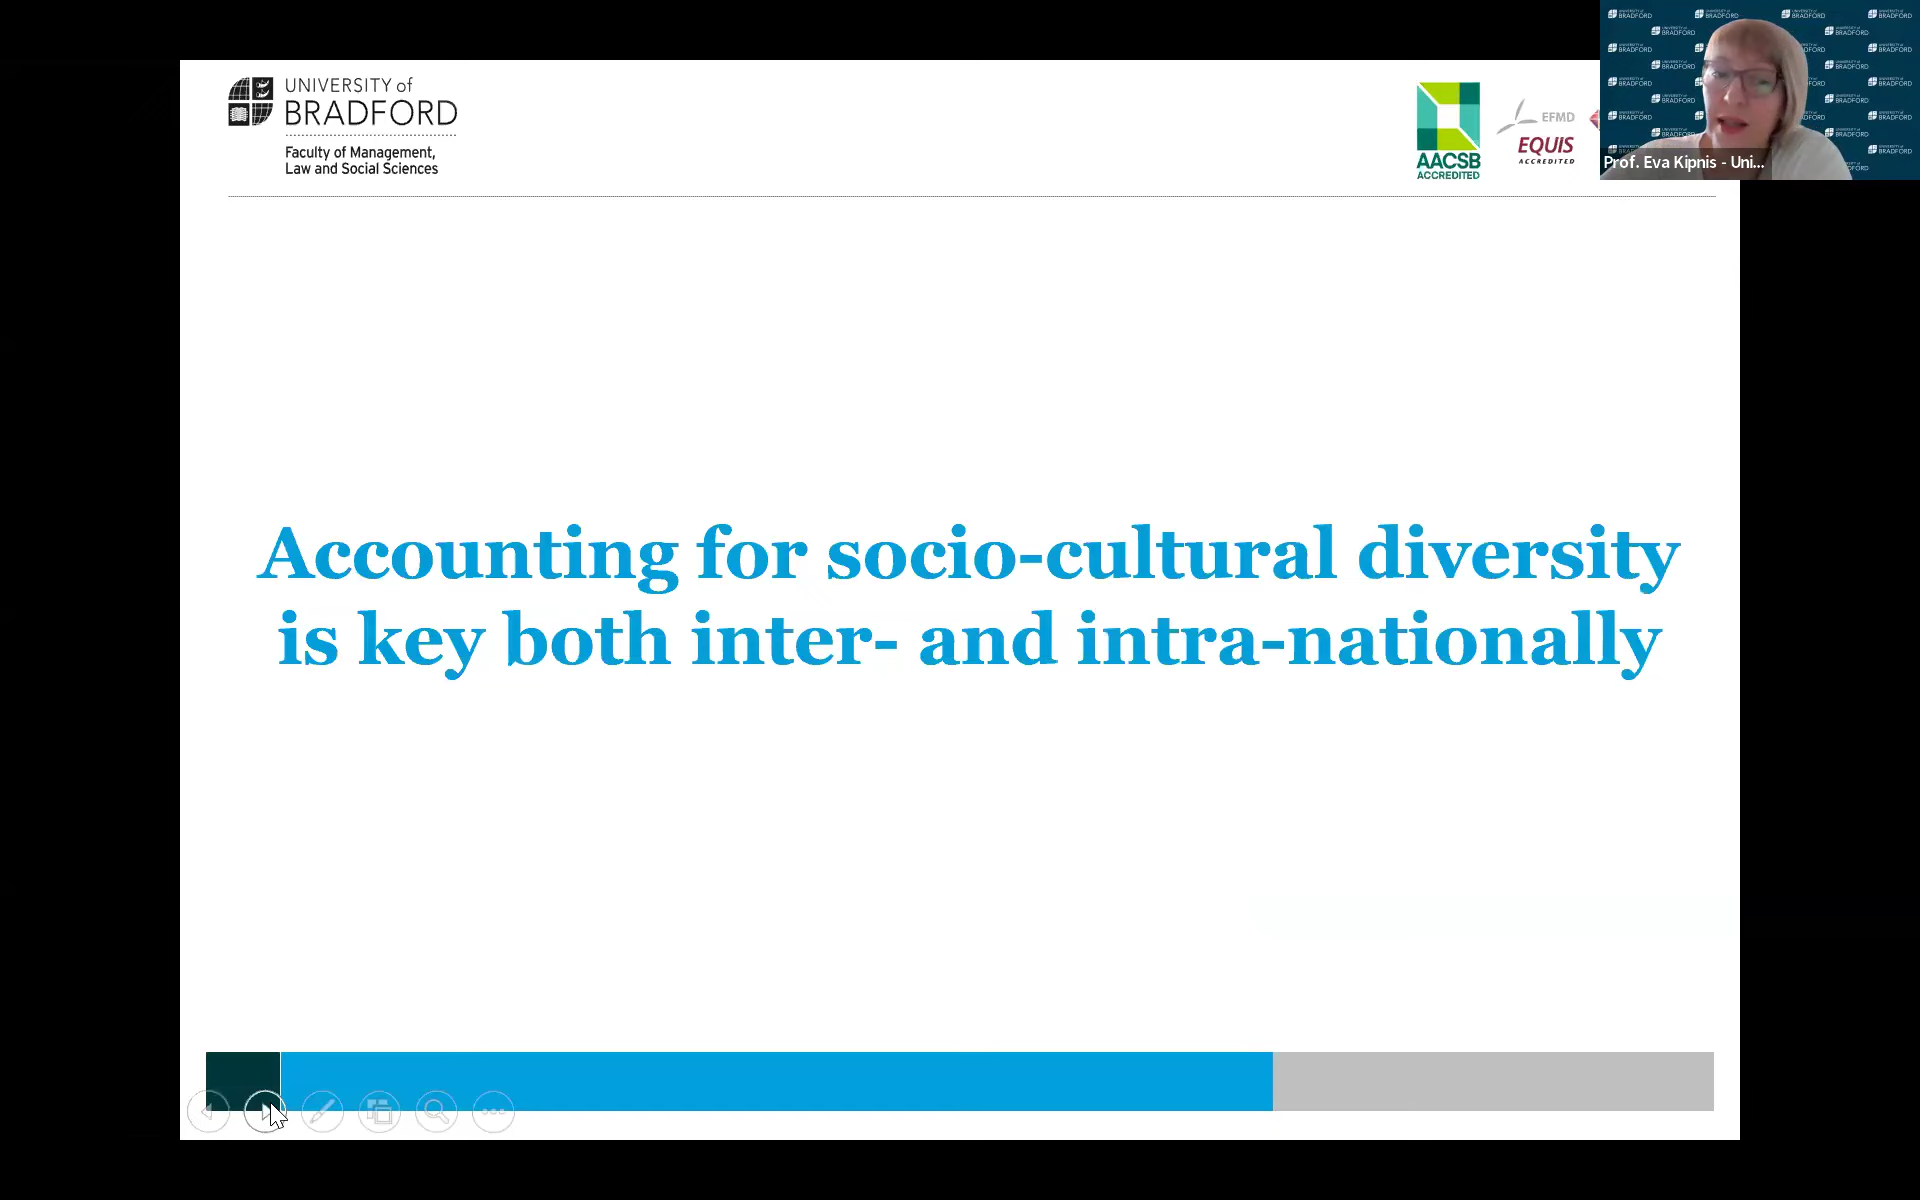 UNIVERSITY of
BRADFORD
Faculty of Management,
Law and Social Sciences
AACSB
ACCREDITED
EFMD
EQUIS
ACCREDITED
Prof. Eva Kipnis - Uni...
Accounting for socio-cultural diversity
is key both inter- and intra-nationally